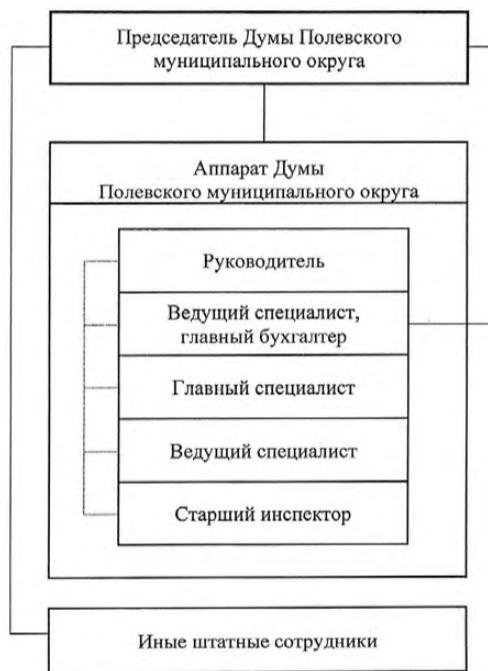 Председатель Думы Полевского
муниципального округа
Аппарат Думы
Полевского муниципального округа
Руководитель
Ведущий специалист,
главный бухгалтер
Главный специалист
Ведущий специалист
Старший инспектор
Иные штатные сотрудники